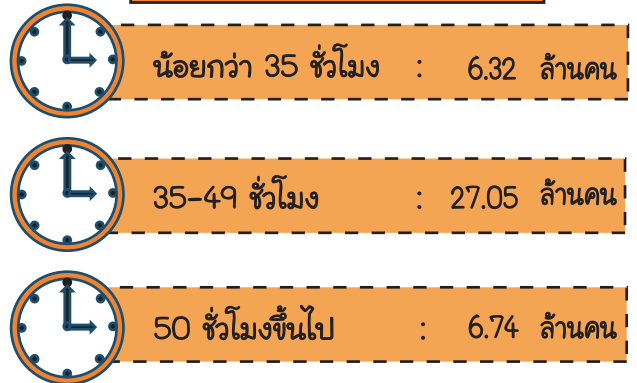 น้อยกว่า 35 ชั่วโมง : 6.32 ล้านคน
35-49 ชั่วโมง : 27.05 ล้านคน
50 ชั่วโมงขึ้นไป : 6.74 ล้านคน